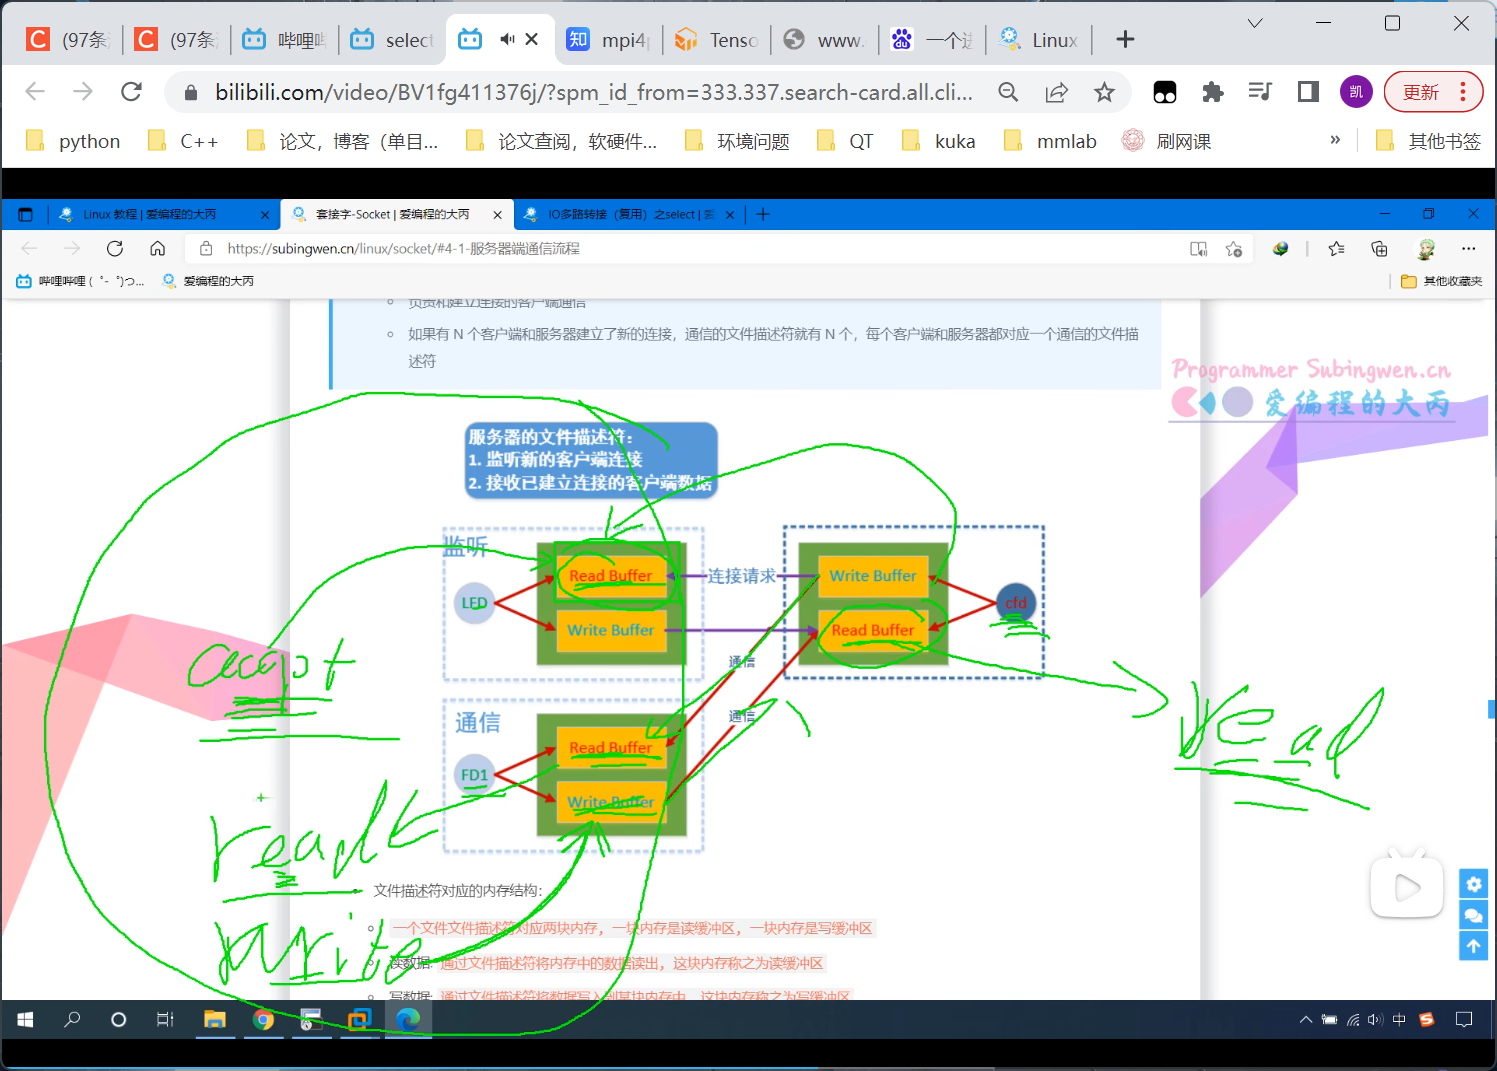 (97条
(97条
哔哩
select
mpi4
Tenso
www.
一个
Linux
bilibili.com/video/BV1fg411376j/?spm_id_from=333.337.search-card.all.cli...
凯
更新
python
C++
论文，博客（单目...
论文查阅，软硬件...
环境问题
QT
kuka
mmlab
刷网课
»
其他书签
Linux 教程 | 爱编程的大丙
套接字-Socket | 爱编程的大丙
IO多路转接（复用）之select |
https://subingwen.cn/linux/socket/#4-1-服务器端通信流程
哔哩哔哩 ( ゜- ゜)つ...
爱编程的大丙
其他收藏夹
负责和建立连接的客户端通信
如果有 N 个客户端和服务器建立了新的连接，通信的文件描述符就有 N 个，每个客户端和服务器都对应一个通信的文件描
述符
Programmer Subingwen.cn
爱编程的大丙
服务器的文件描述符：
1. 监听新的客户端连接
2. 接收已建立连接的客户端数据
监听
LFD
Read Buffer
Write Buffer
连接请求
Write Buffer
Read Buffer
cfd
accept
通信
通信
read
通信
FD1
Read Buffer
Write Buffer
read
write
文件描述符对应的内存结构：
一个文件文件描述符对应两块内存，一块内存是读缓冲区，一块内存是写缓冲区
读数据: 通过文件描述符将内存中的数据读出，这块内存称之为读缓冲区
写数据: 通过文件描述符将数据写入到某块内存中，这块内存称之为写缓冲区
中